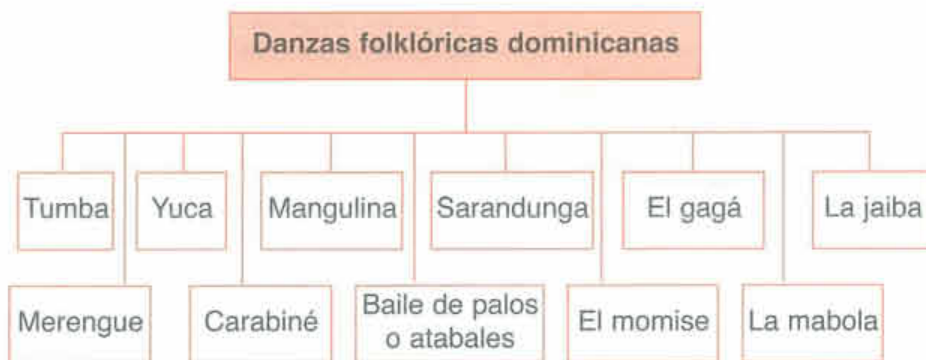 Danzas folklóricas dominicanas
Tumba
Yuca
Mangulina
Sarandunga
El gagá
La jaiba
Merengue
Carabiné
Baile de palos
o atabales
El momise
La mabola